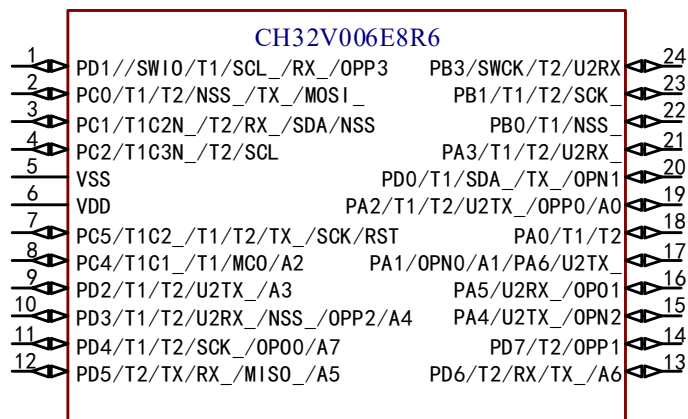 CH32V006E8R6
1 PD1//SWIO/T1/SCL_/RX_/OPP3 PB3/SWCK/T2/U2RX 24
2 PC0/T1/T2/NSS_/TX_/MOSI_ PB1/T1/T2/SCK_ 23
3 PC1/T1C2N_/T2/RX_/SDA/NSS PB0/T1/NSS_ 22
4 PC2/T1C3N_/T2/SCL PA3/T1/T2/U2RX_ 21
5 VSS PD0/T1/SDA_/TX_/OPN1 20
6 VDD PA2/T1/T2/U2TX_/OPP0/A0 19
7 PC5/T1C2_/T1/T2/TX_/SCK/RST PA0/T1/T2 18
8 PC4/T1C1_/T1/MCO/A2 PA1/OPN0/A1/PA6/U2TX_ 17
9 PD2/T1/T2/U2TX_/A3 PA5/U2RX_/OPO1 16
10 PD3/T1/T2/U2RX_/NSS_/OPP2/A4 PA4/U2TX_/OPN2 15
11 PD4/T1/T2/SCK_/OPO0/A7 PD7/T2/OPP1 14
12 PD5/T2/TX/RX_/MISO_/A5 PD6/T2/RX/TX_/A6 13